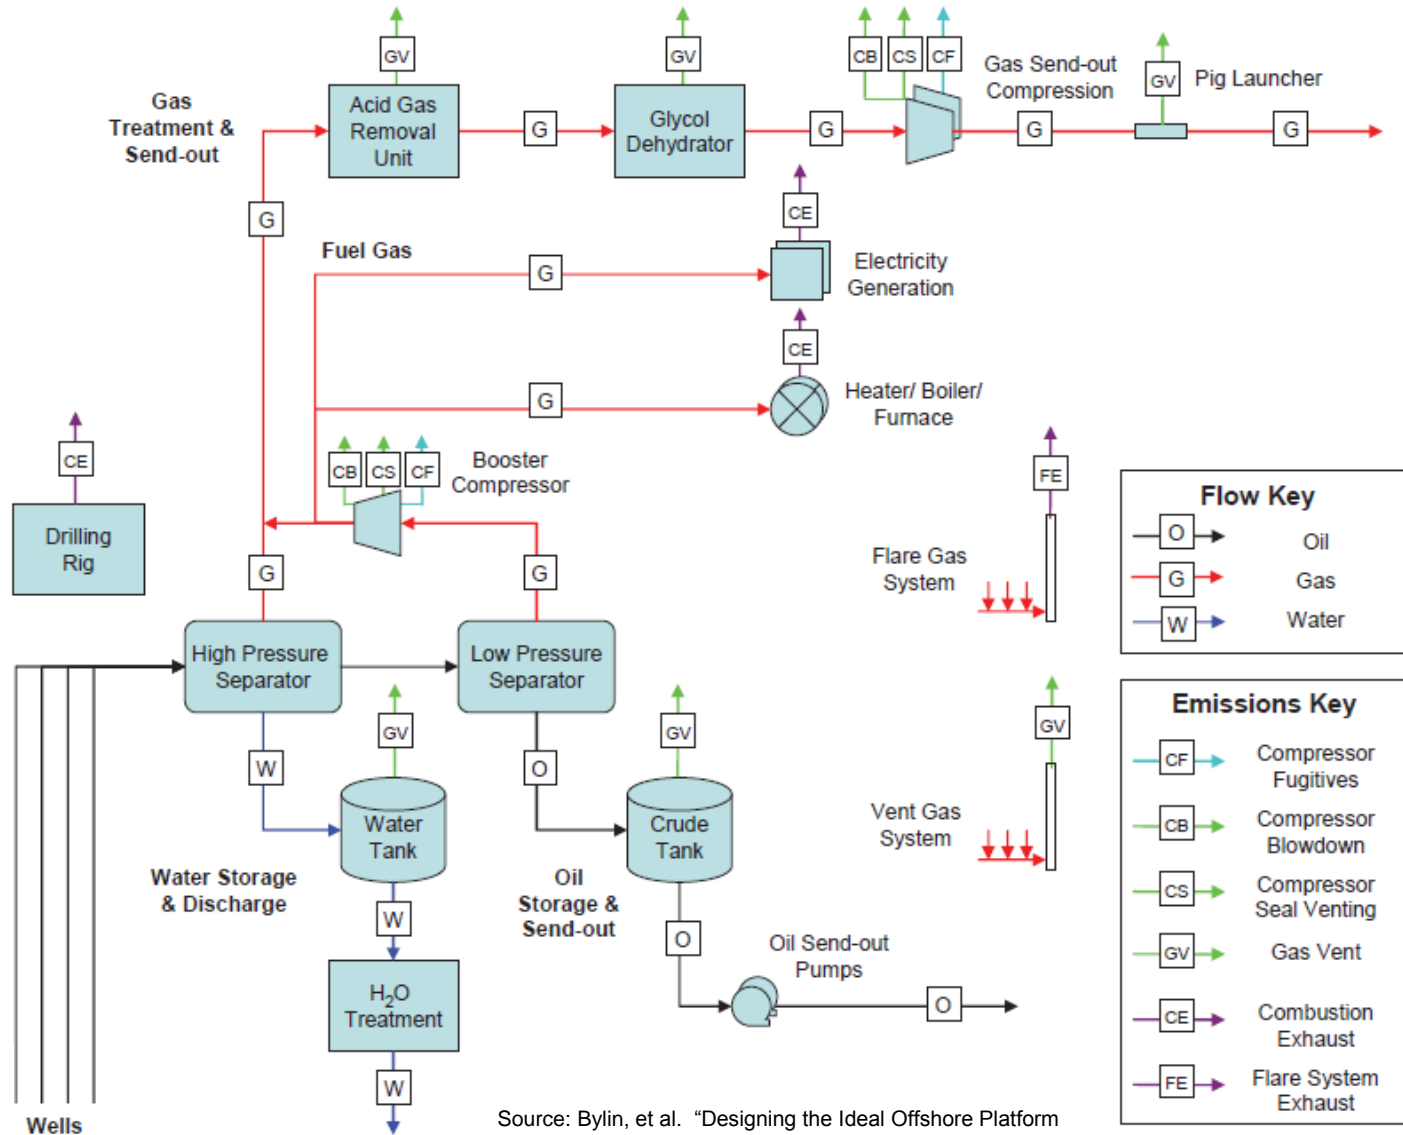 GV
GV
CB
CS
CF
GV
Gas Send-out
Compression
Pig Launcher
Gas
Treatment &
Send-out
Acid Gas
Removal
Unit
G
Glycol
Dehydrator
G
G
G
G
CE
Fuel Gas
G
Electricity
Generation
CE
G
Heater/ Boiler/
Furnace
CE
Drilling
Rig
CB
CS
CF
Booster
Compressor
G
G
FE
Flare Gas
System
Flow Key
O
Oil
G
Gas
W
Water
High Pressure
Separator
Low Pressure
Separator
W
GV
O
GV
GV
Water
Tank
Crude
Tank
Vent Gas
System
Water Storage
& Discharge
Oil
Storage &
Send-out
W
O
Oil Send-out
Pumps
O
H2O
Treatment
W
Wells
Emissions Key
CF
Compressor
Fugitives
CB
Compressor
Blowdown
CS
Compressor
Seal Venting
GV
Gas Vent
CE
Combustion
Exhaust
FE
Flare System
Exhaust
Source: Bylin, et al. “Designing the Ideal Offshore Platform